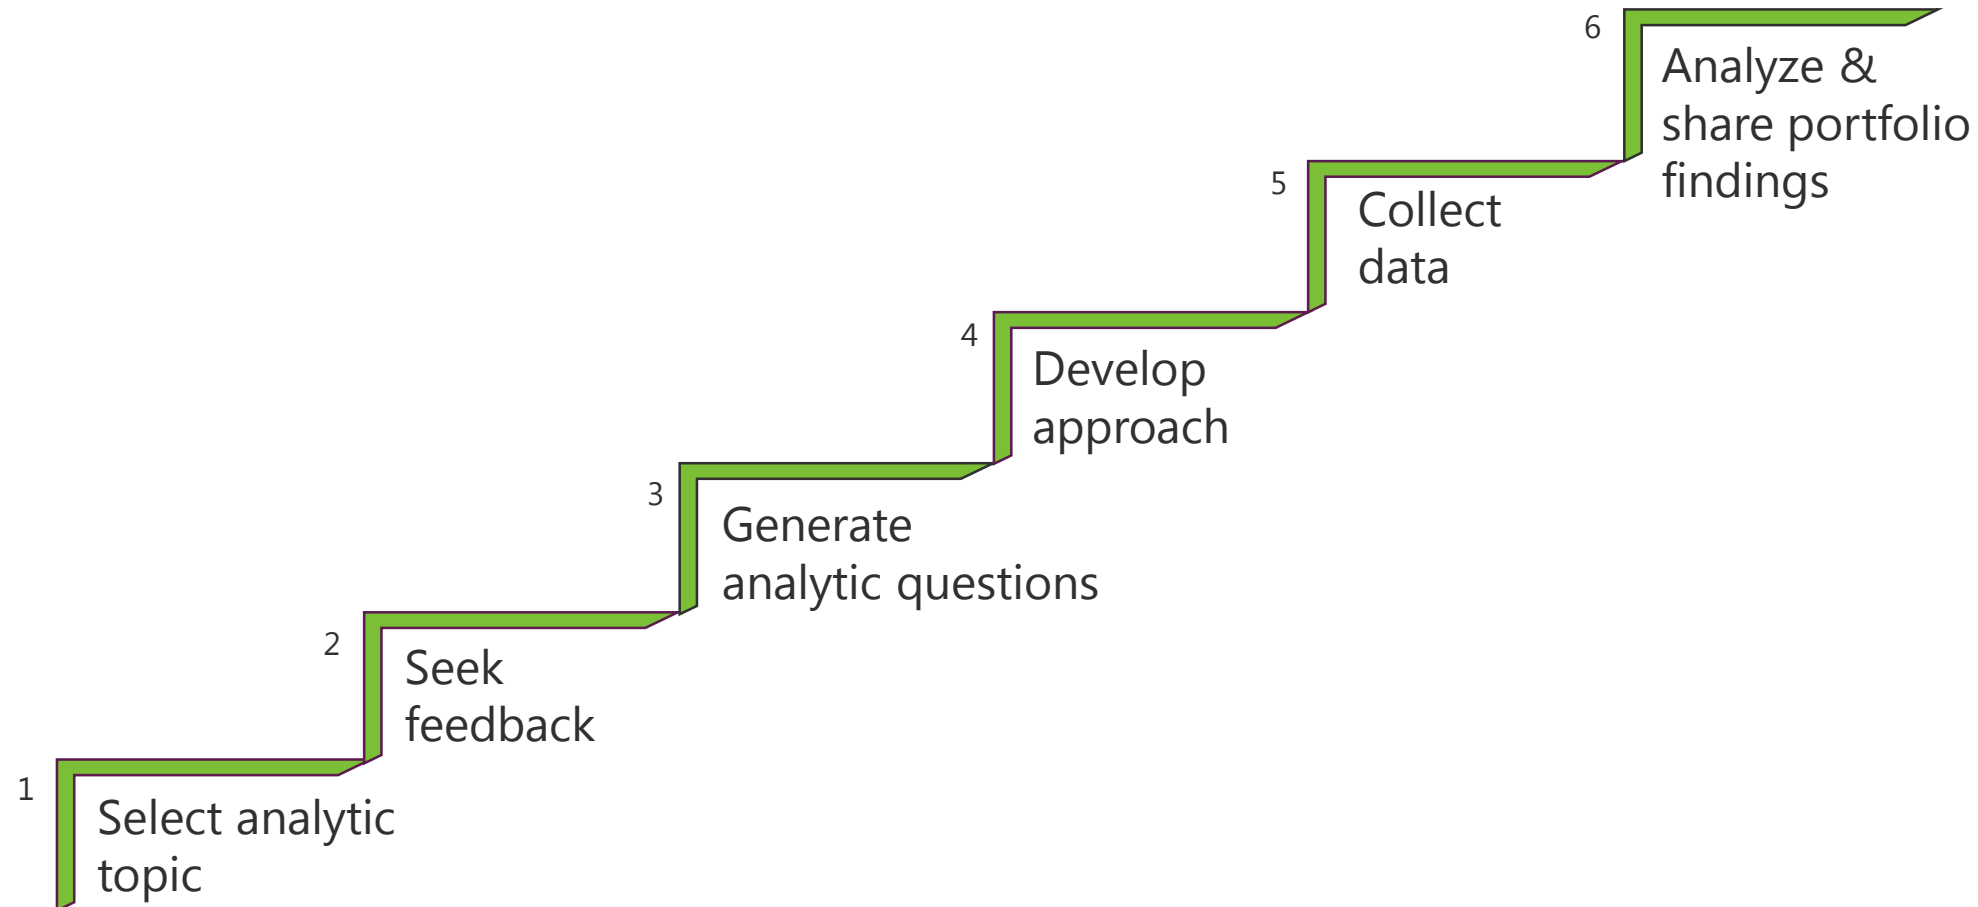 1
Select analytic
topic
2
Seek
feedback
3
Generate
analytic questions
4
Develop
approach
5
Collect
data
6
Analyze &
share portfolio
findings